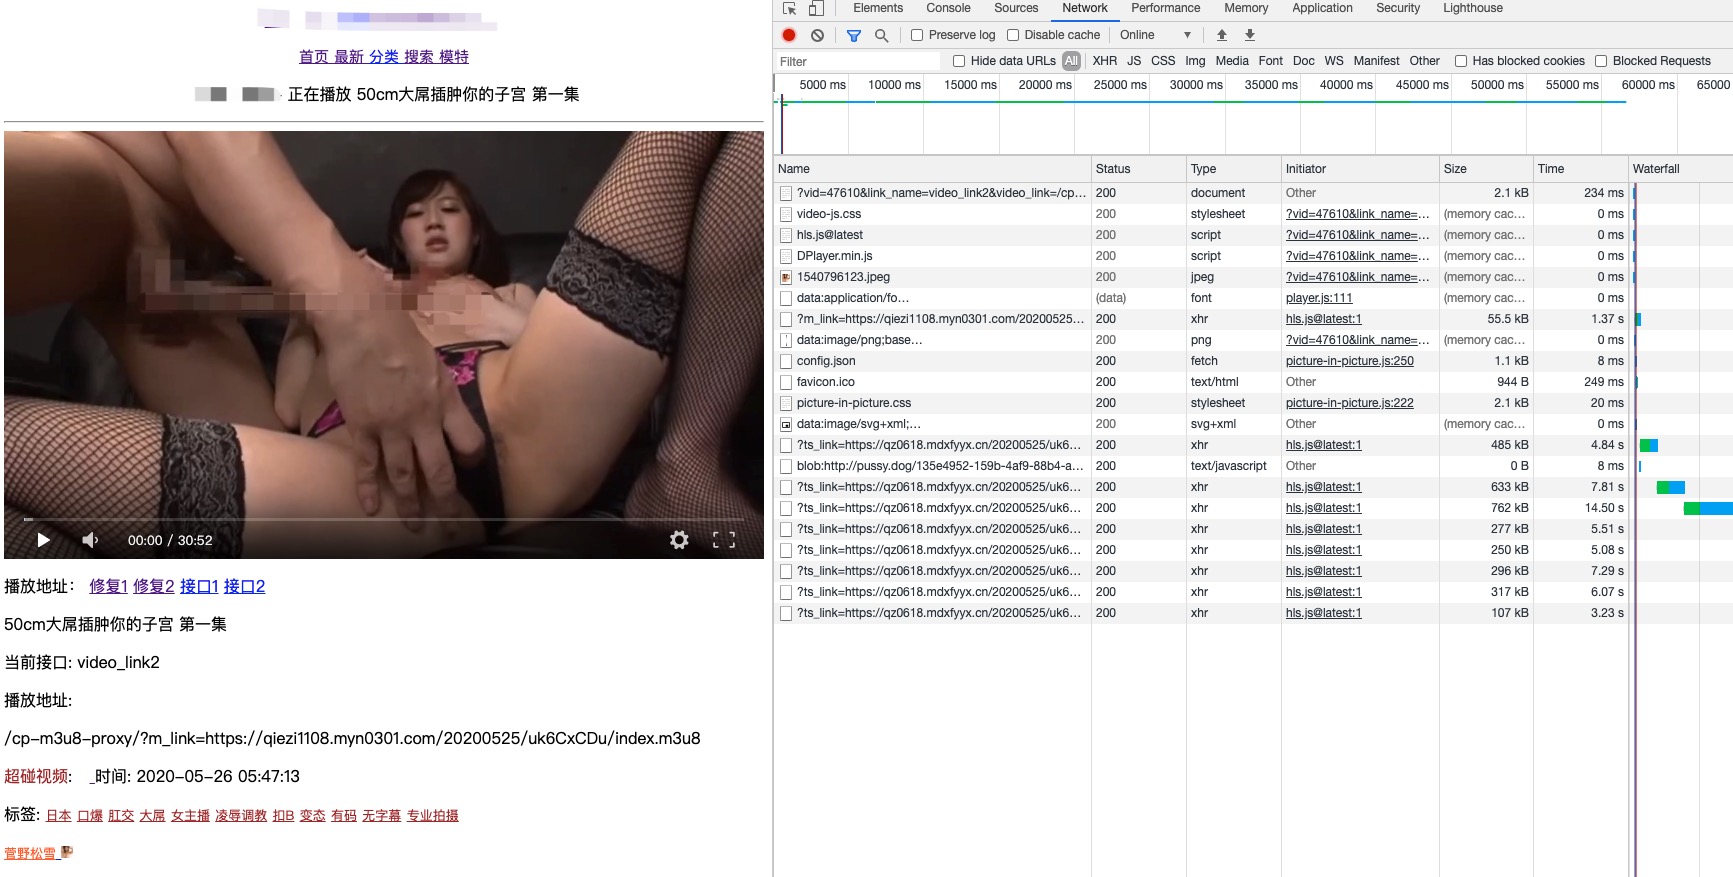 首页 最新 分类 搜索 模特
正在播放 50cm大屌插肿你的子宫 第一集
00:00 / 30:52
播放地址： 修复1 修复2 接口1 接口2
50cm大屌插肿你的子宫 第一集
当前接口: video_link2
播放地址:
/cp-m3u8-proxy/?m_link=https://qiezi1108.myn0301.com/20200525/uk6CxCDu/index.m3u8
超碰视频: _时间: 2020-05-26 05:47:13
标签: 日本 口爆 肛交 大屌 女主播 凌辱调教 扣B 变态 有码 无字幕 专业拍摄
菅野松雪
Elements Console Sources Network Performance Memory Application Security Lighthouse
Preserve log Disable cache Online
Filter Hide data URLs All XHR JS CSS Img Media Font Doc WS Manifest Other Has blocked cookies Blocked Requests
5000 ms 10000 ms 15000 ms 20000 ms 25000 ms 30000 ms 35000 ms 40000 ms 45000 ms 50000 ms 55000 ms 60000 ms 65000
Name Status Type Initiator Size Time Waterfall
?vid=47610&link_name=video_link2&video_link=/cp… 200 document Other 2.1 kB 234 ms
video-js.css 200 stylesheet ?vid=47610&link_name=… (memory cac… 0 ms
hls.js@latest 200 script ?vid=47610&link_name=… (memory cac… 0 ms
DPlayer.min.js 200 script ?vid=47610&link_name=… (memory cac… 0 ms
1540796123.jpeg 200 jpeg ?vid=47610&link_name=… (memory cac… 0 ms
data:application/fo… (data) font player.js:111 (memory cac… 0 ms
?m_link=https://qiezi1108.myn0301.com/20200525… 200 xhr hls.js@latest:1 55.5 kB 1.37 s
data:image/png;base… 200 png ?vid=47610&link_name=… (memory cac… 0 ms
config.json 200 fetch picture-in-picture.js:250 1.1 kB 8 ms
favicon.ico 200 text/html Other 944 B 249 ms
picture-in-picture.css 200 stylesheet picture-in-picture.js:222 2.1 kB 20 ms
data:image/svg+xml;… 200 svg+xml Other (memory cac… 0 ms
?ts_link=https://qz0618.mdxfyyx.cn/20200525/uk6… 200 xhr hls.js@latest:1 485 kB 4.84 s
blob:http://pussy.dog/135e4952-159b-4af9-88b4-a… 200 text/javascript Other 0 B 8 ms
?ts_link=https://qz0618.mdxfyyx.cn/20200525/uk6… 200 xhr hls.js@latest:1 633 kB 7.81 s
?ts_link=https://qz0618.mdxfyyx.cn/20200525/uk6… 200 xhr hls.js@latest:1 762 kB 14.50 s
?ts_link=https://qz0618.mdxfyyx.cn/20200525/uk6… 200 xhr hls.js@latest:1 277 kB 5.51 s
?ts_link=https://qz0618.mdxfyyx.cn/20200525/uk6… 200 xhr hls.js@latest:1 250 kB 5.08 s
?ts_link=https://qz0618.mdxfyyx.cn/20200525/uk6… 200 xhr hls.js@latest:1 296 kB 7.29 s
?ts_link=https://qz0618.mdxfyyx.cn/20200525/uk6… 200 xhr hls.js@latest:1 317 kB 6.07 s
?ts_link=https://qz0618.mdxfyyx.cn/20200525/uk6… 200 xhr hls.js@latest:1 107 kB 3.23 s